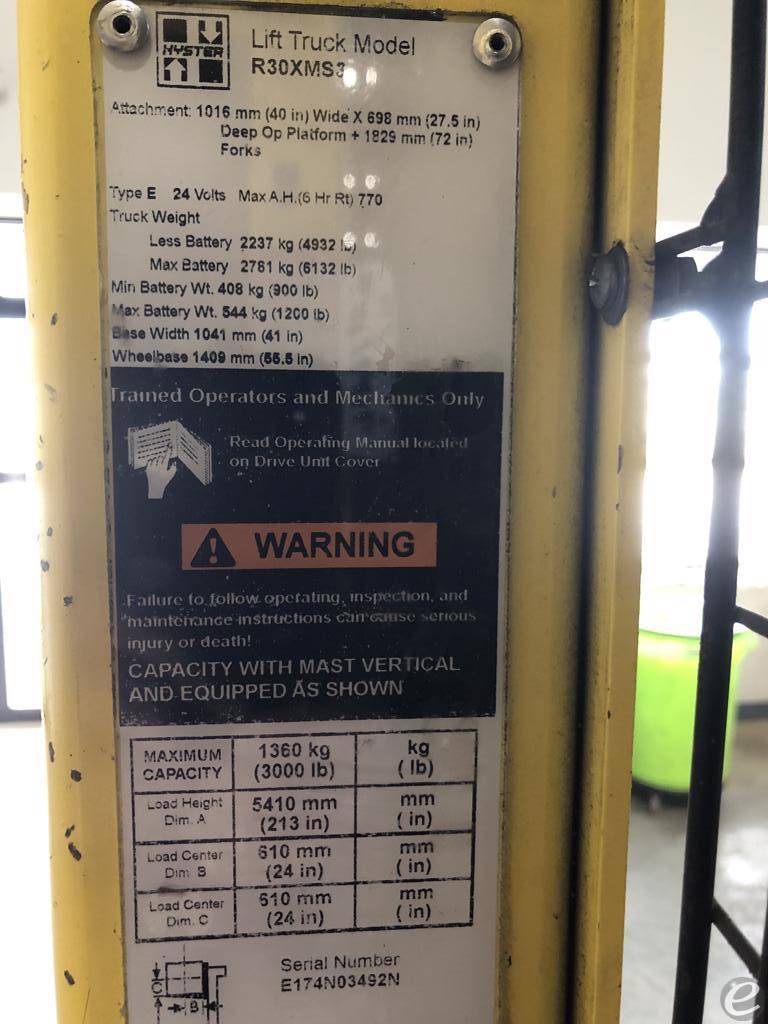 HYSTER
Lift Truck Model
R30XMS3
Attachment: 1016 mm (40 in) Wide X 698 mm (27.5 in)
Deep Op Platform + 1829 mm (72 in)
Forks
Type E 24 Volts Max A.H.(6 Hr Rt) 770
Truck Weight
Less Battery 2237 kg (4932 lb)
Max Battery 2781 kg (6132 lb)
Min Battery Wt. 408 kg (900 lb)
Max Battery Wt. 544 kg (1200 lb)
Base Width 1041 mm (41 in)
Wheelbase 1409 mm (55.5 in)
Trained Operators and Mechanics Only
Read Operating Manual located
on Drive Unit Cover
WARNING
Failure to follow operating, inspection, and
maintenance instructions can cause serious
injury or death!
CAPACITY WITH MAST VERTICAL
AND EQUIPPED AS SHOWN
MAXIMUM CAPACITY 1360 kg (3000 lb) kg ( lb)
Load Height Dim. A 5410 mm (213 in) mm ( in)
Load Center Dim. B 610 mm (24 in) mm ( in)
Load Center Dim. C 610 mm (24 in) mm ( in)
Serial Number
E174N03492N
C
B
e